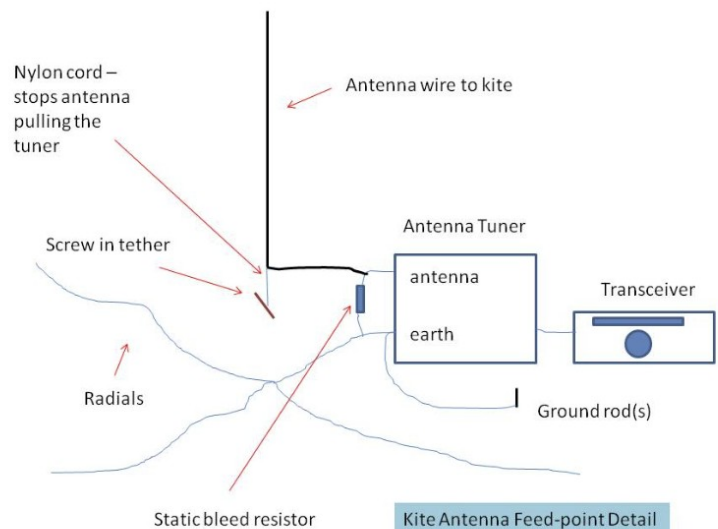 Nylon cord –
stops antenna
pulling the
tuner
Antenna wire to kite
Screw in tether
Antenna Tuner
antenna
Transceiver
earth
Radials
Ground rod(s)
Static bleed resistor
Kite Antenna Feed-point Detail